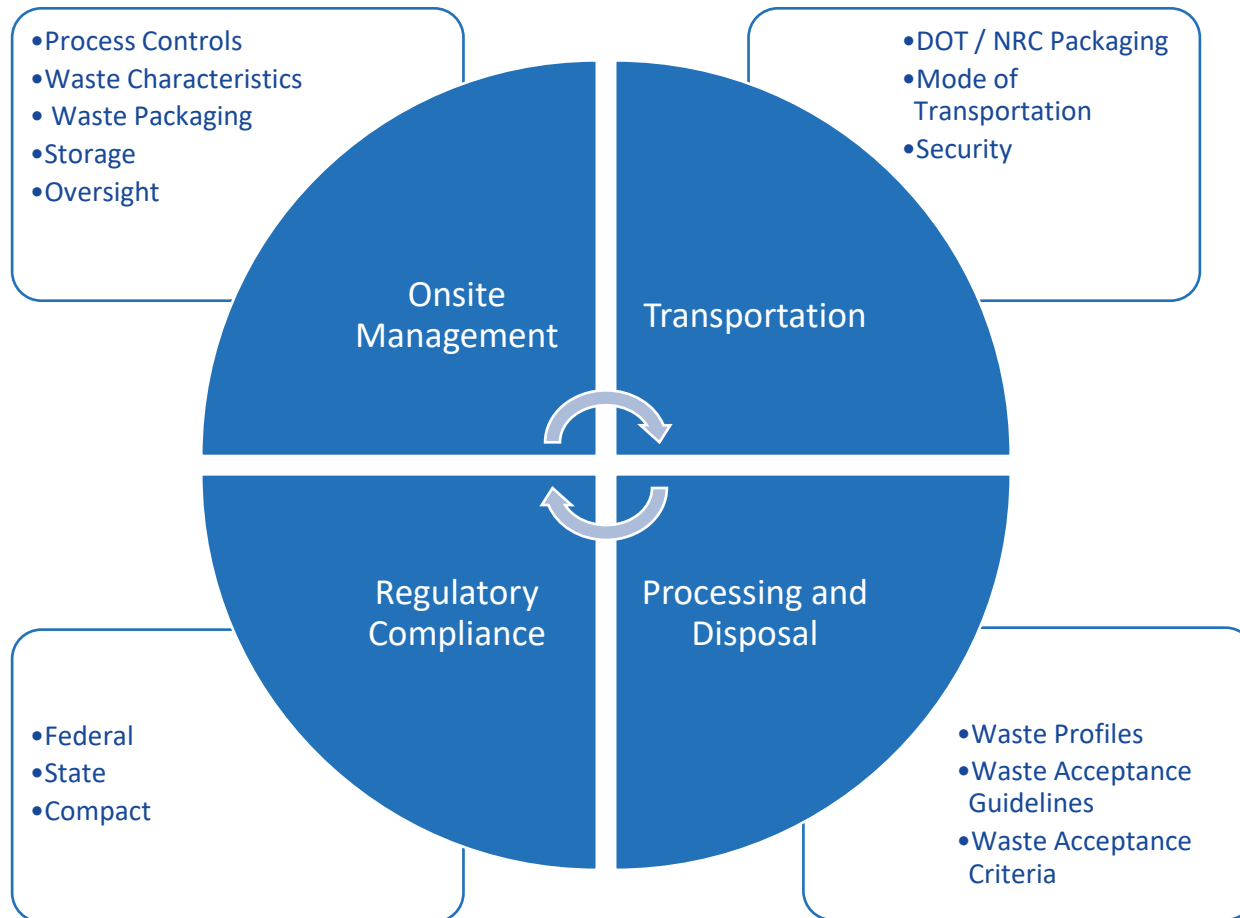 •Process Controls
•Waste Characteristics
• Waste Packaging
•Storage
•Oversight
•DOT / NRC Packaging
•Mode of
Transportation
•Security
Onsite
Management
Transportation
Regulatory
Compliance
Processing and
Disposal
•Federal
•State
•Compact
•Waste Profiles
•Waste Acceptance
Guidelines
•Waste Acceptance
Criteria